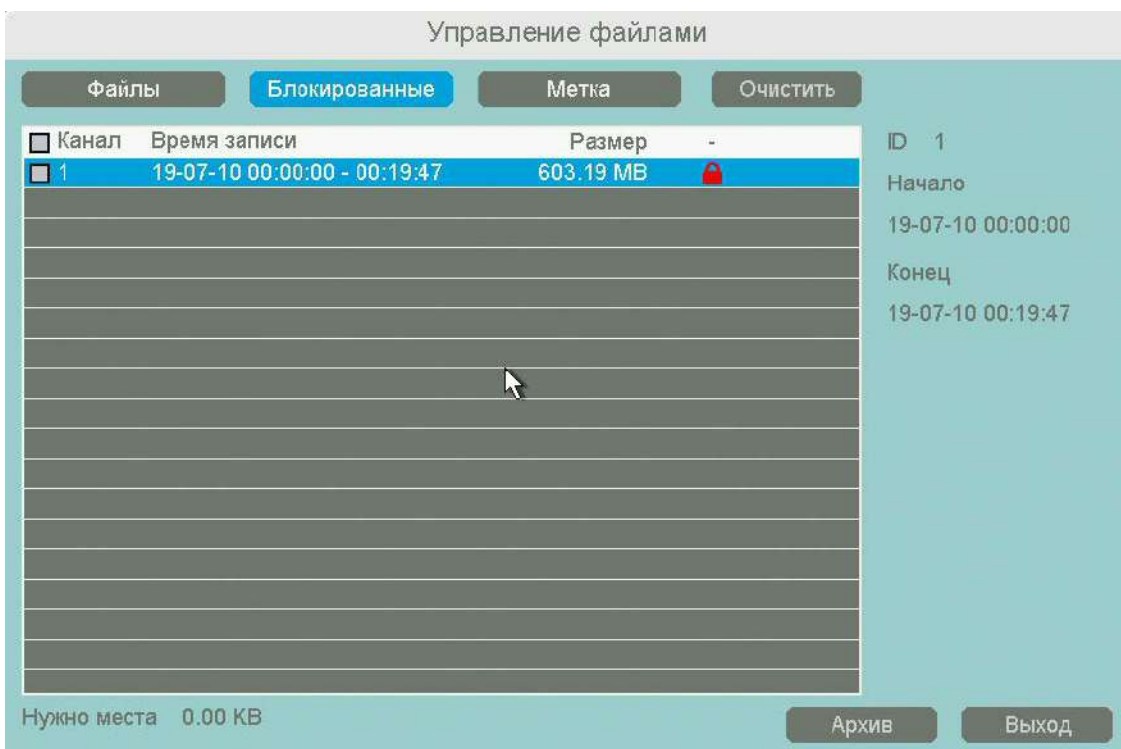 Управление файлами
Файлы Блокированные Метка Очистить
Канал Время записи Размер -
1 19-07-10 00:00:00 - 00:19:47 603.19 MB
ID 1
Начало
19-07-10 00:00:00
Конец
19-07-10 00:19:47
Нужно места 0.00 KB
Архив Выход